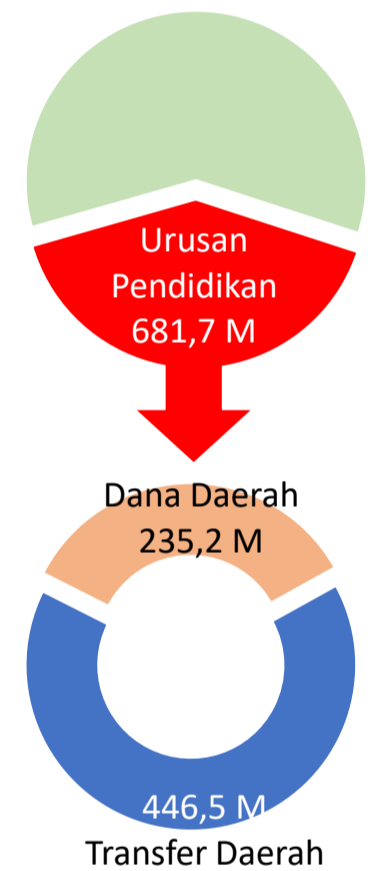 Urusan
Pendidikan
681,7 M
Dana Daerah
235,2 M
446,5 M
Transfer Daerah